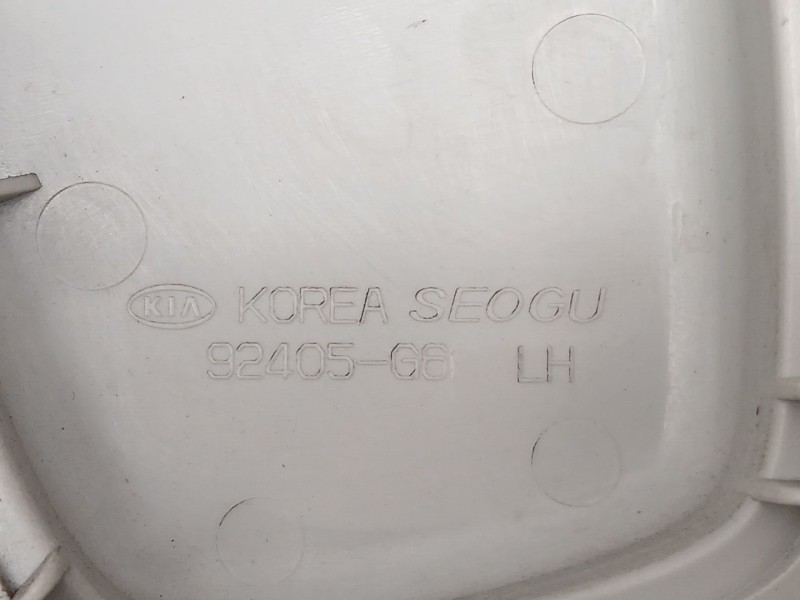 KIA KOREA SEOGU
92405-G6 LH